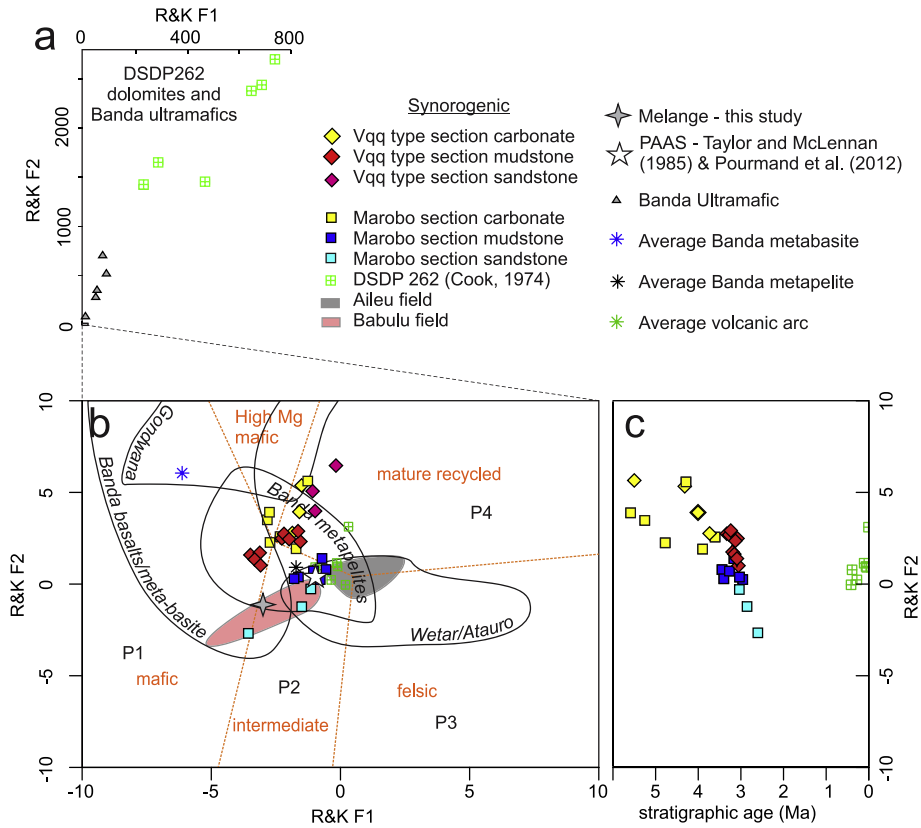 a
R&K F1
0
400
800
R&K F2
2000
1000
0
DSDP262
dolomites and
Banda ultramafics
Synorogenic
Vqq type section carbonate
Vqq type section mudstone
Vqq type section sandstone
Marobo section carbonate
Marobo section mudstone
Marobo section sandstone
DSDP 262 (Cook, 1974)
Aileu field
Babulu field
Melange - this study
PAAS - Taylor and McLennan
(1985) & Pourmand et al. (2012)
Banda Ultramafic
Average Banda metabasite
Average Banda metapelite
Average volcanic arc
b
R&K F2
10
5
0
-5
-10
Gondwana
High Mg
mafic
mature recycled
Banda basalts/meta-basite
Banda metapelites
P4
Wetar/Atauro
P1
mafic
P2
intermediate
felsic
P3
-10
-5
0
5
10
R&K F1
c
10
5
0
-5
-10
R&K F2
5
4
3
2
1
0
stratigraphic age (Ma)